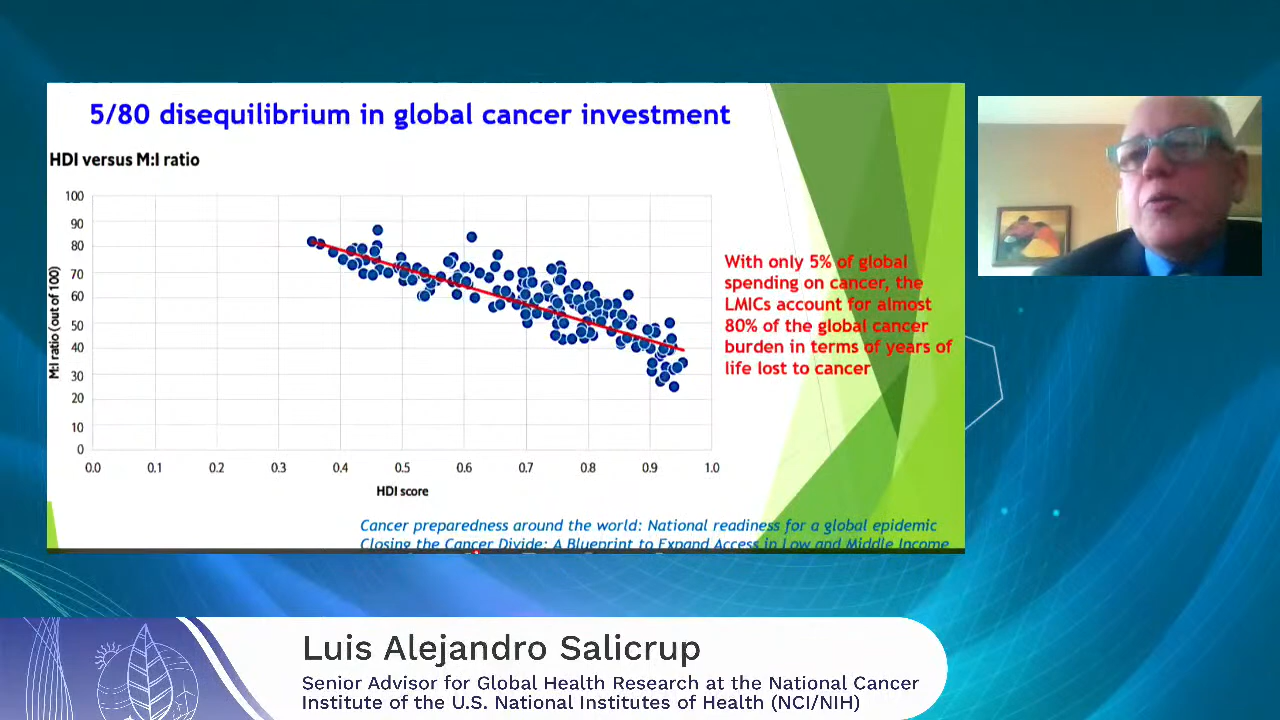 5/80 disequilibrium in global cancer investment
HDI versus M:I ratio
M:I ratio (out of 100)
100
90
80
70
60
50
40
30
20
10
0
0.0 0.1 0.2 0.3 0.4 0.5 0.6 0.7 0.8 0.9 1.0
HDI score
With only 5% of global
spending on cancer, the
LMICs account for almost
80% of the global cancer
burden in terms of years of
life lost to cancer
Cancer preparedness around the world: National readiness for a global epidemic
Closing the Cancer Divide: A Blueprint to Expand Access in Low and Middle Income
Luis Alejandro Salicrup
Senior Advisor for Global Health Research at the National Cancer
Institute of the U.S. National Institutes of Health (NCI/NIH)